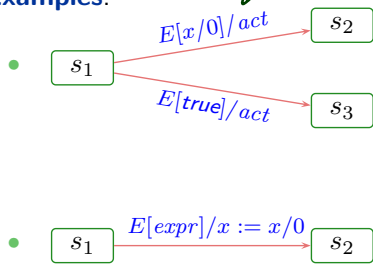 examples:
E[x/0]/act
s2
s1
E[true]/act
s3
E[expr]/x := x/0
s1
s2